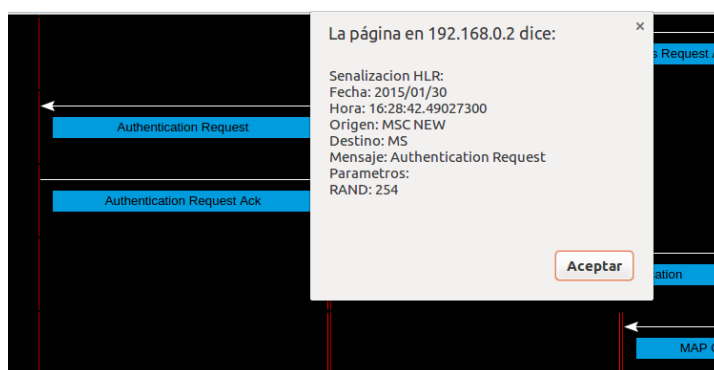 La página en 192.168.0.2 dice:
×
Senalizacion HLR:
Fecha: 2015/01/30
Hora: 16:28:42.49027300
Origen: MSC NEW
Destino: MS
Mensaje: Authentication Request
Parametros:
RAND: 254
Aceptar
s Request
Authentication Request
Authentication Request Ack
ation
MAP